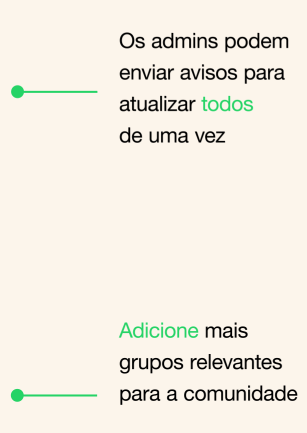 Os admins podem
enviar avisos para
atualizar todos
de uma vez
Adicione mais
grupos relevantes
para a comunidade